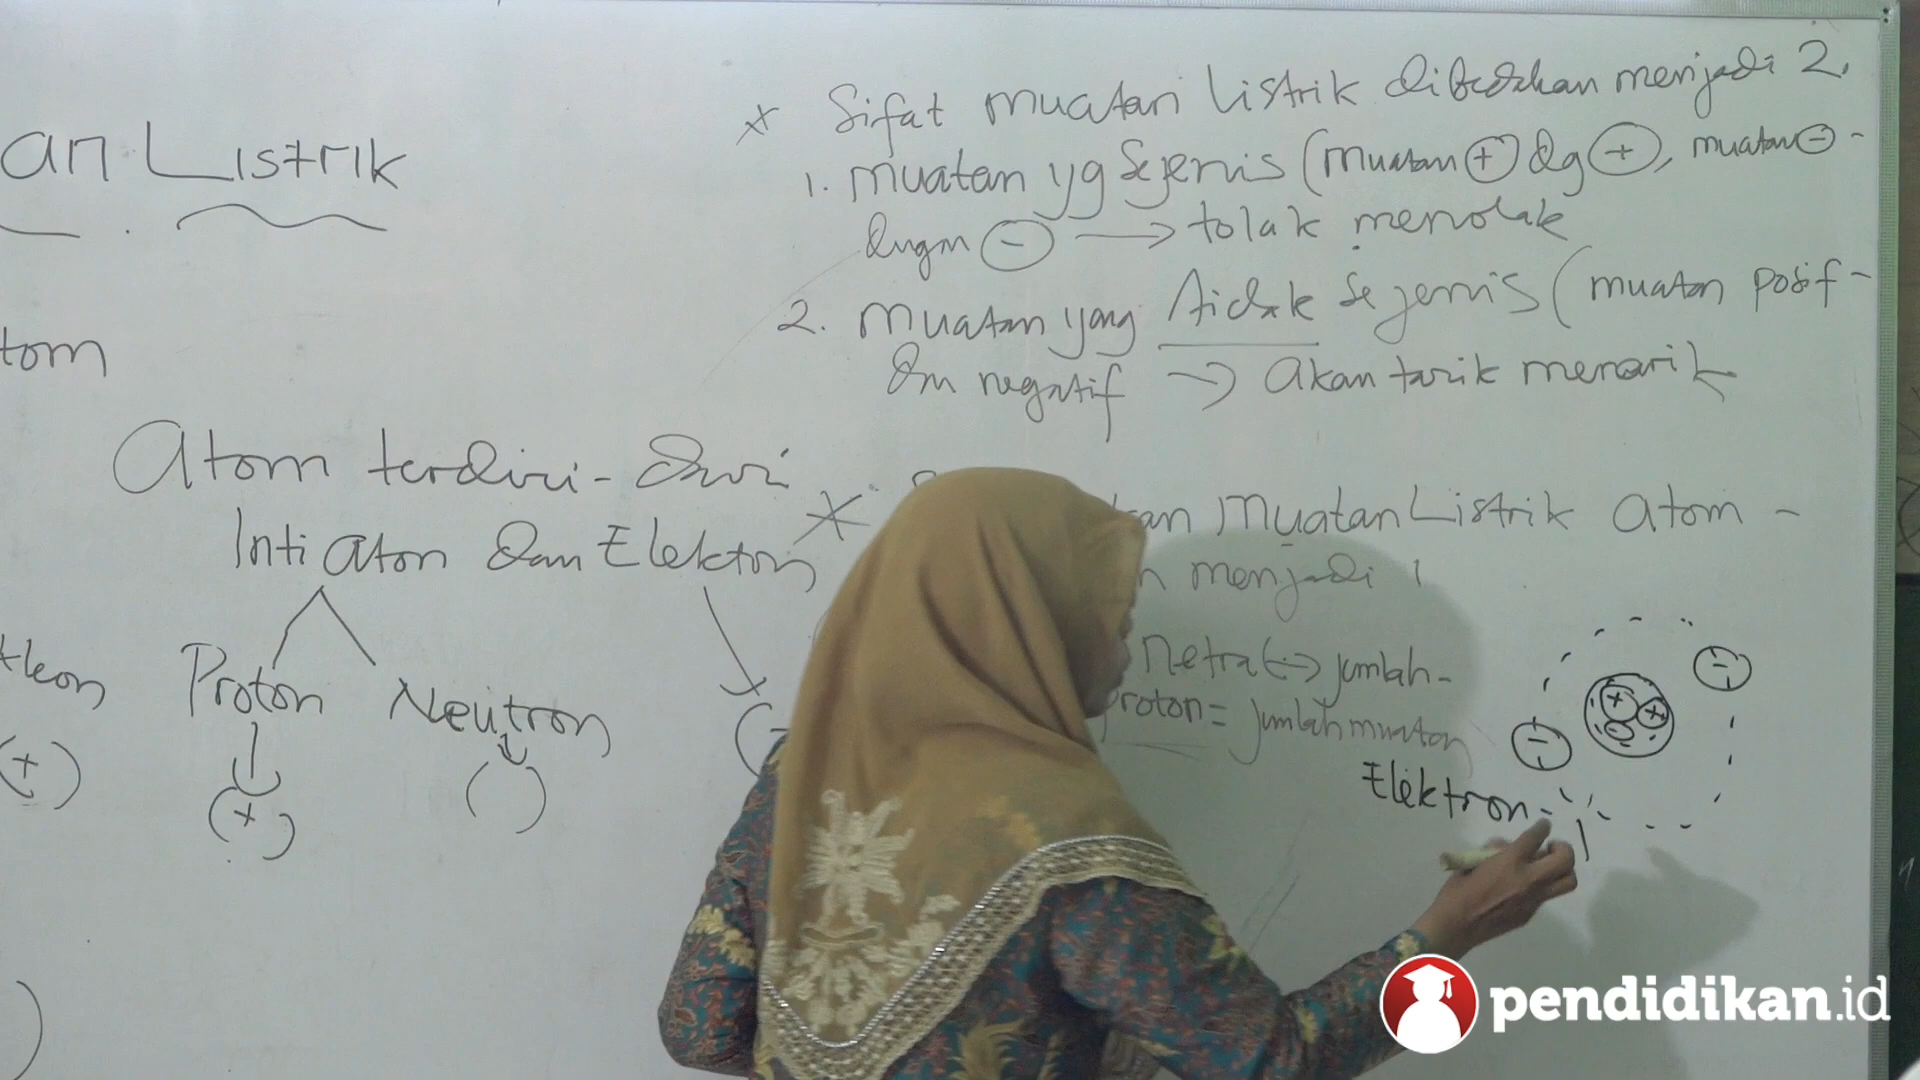 an Listrik
tom
Atom terdiri - dari
Inti atom dan Elektron
Proton
Neutron
(+)
(+)
( )
* Sifat muatan Listrik dibedakan menjadi 2.
1. muatan yg Sejenis (muatan + dg +, muatan - -
dngan - → tolak menolak
2. muatan yang tidak Sejenis (muatan posif -
dan negatif → akan tarik menarik
* an Muatan Listrik atom -
n menjadi
netral → jumlah -
roton = jumlah muatan
Elektron -
-
-
+
+
pendidikan.id